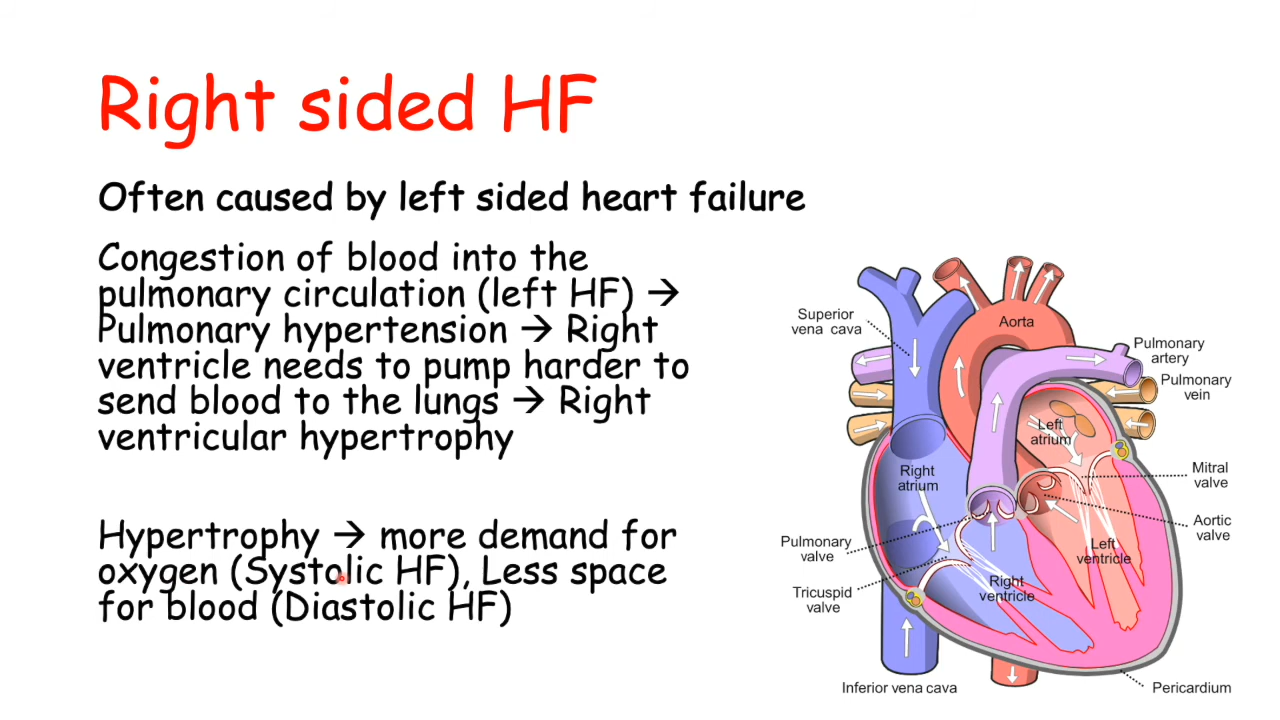 Right sided HF
Often caused by left sided heart failure
Congestion of blood into the
pulmonary circulation (left HF) →
Pulmonary hypertension → Right
ventricle needs to pump harder to
send blood to the lungs → Right
ventricular hypertrophy
Hypertrophy → more demand for
oxygen (Systolic HF), Less space
for blood (Diastolic HF)
Superior
vena cava
Aorta
Pulmonary
artery
Pulmonary
vein
Left
atrium
Right
atrium
Mitral
valve
Aortic
valve
Pulmonary
valve
Left
ventricle
Right
ventricle
Tricuspid
valve
Inferior vena cava
Pericardium